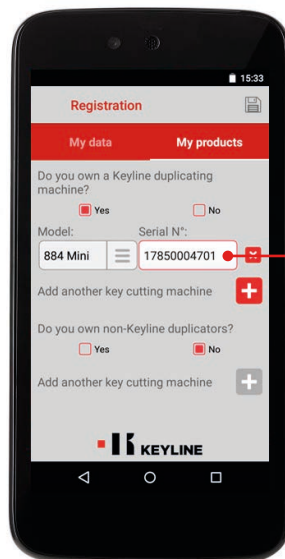 15:33
Registration
My data My products
Do you own a Keyline duplicating
machine?
Yes No
Model: Serial N°:
884 Mini 17850004701
Add another key cutting machine
Do you own non-Keyline duplicators?
Yes No
Add another key cutting machine
KEYLINE